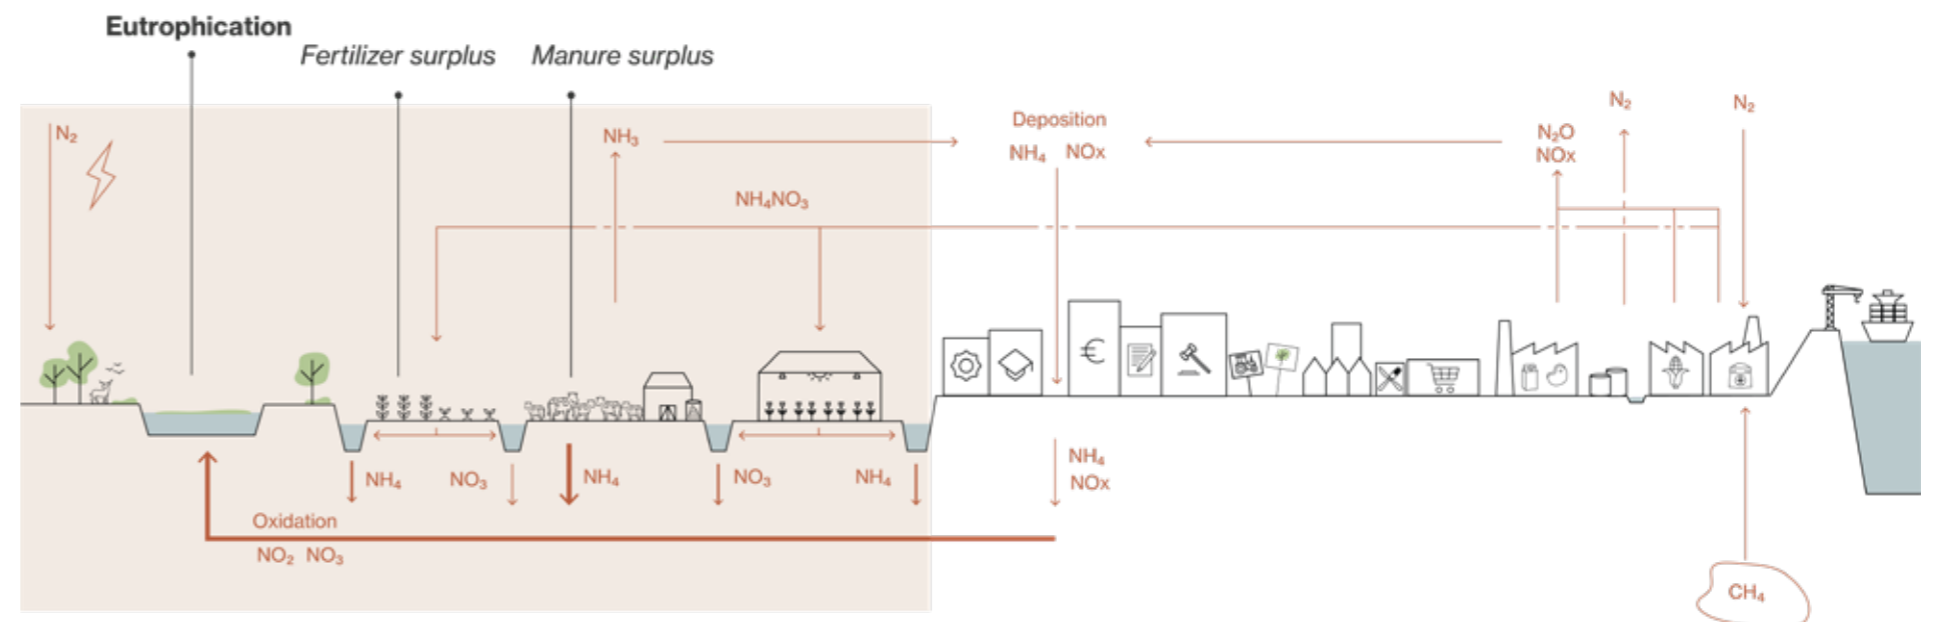 Eutrophication
Fertilizer surplus
Manure surplus
N₂
NH₃
Deposition
NH₄ NOx
N₂O
NOx
N₂
N₂
NH₄NO₃
€
NH₄
NO₃
NH₄
NO₃
NH₄
NH₄
NOx
Oxidation
NO₂ NO₃
CH₄